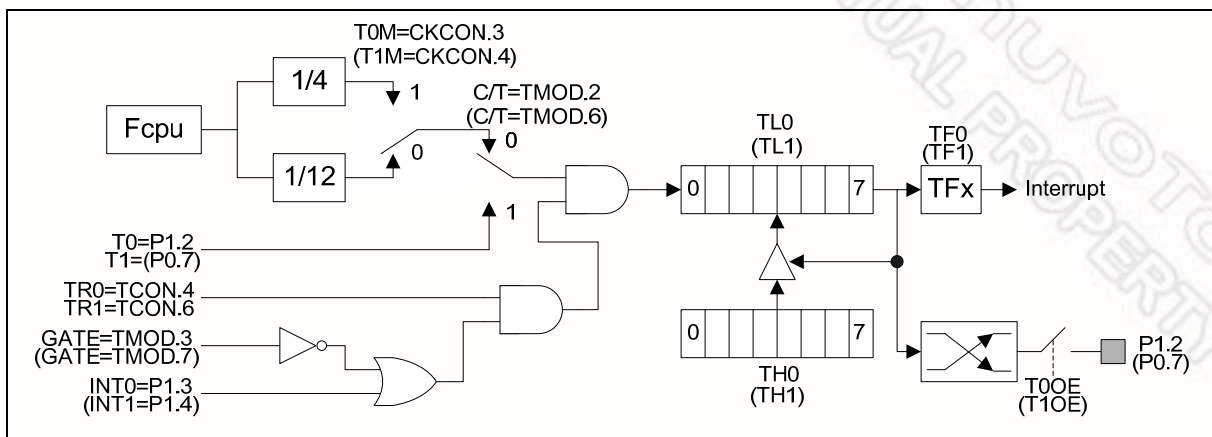 T0M=CKCON.3
(T1M=CKCON.4)
1/4
1
C/T=TMOD.2
(C/T=TMOD.6)
Fcpu
0
0
1/12
1
T0=P1.2
T1=(P0.7)
TR0=TCON.4
TR1=TCON.6
GATE=TMOD.3
(GATE=TMOD.7)
INT0=P1.3
(INT1=P1.4)
TL0
(TL1)
0
7
TF0
(TF1)
TFx
Interrupt
0
7
TH0
(TH1)
P1.2
(P0.7)
T0OE
(T1OE)
NUVOTO
UAL PROPERTY